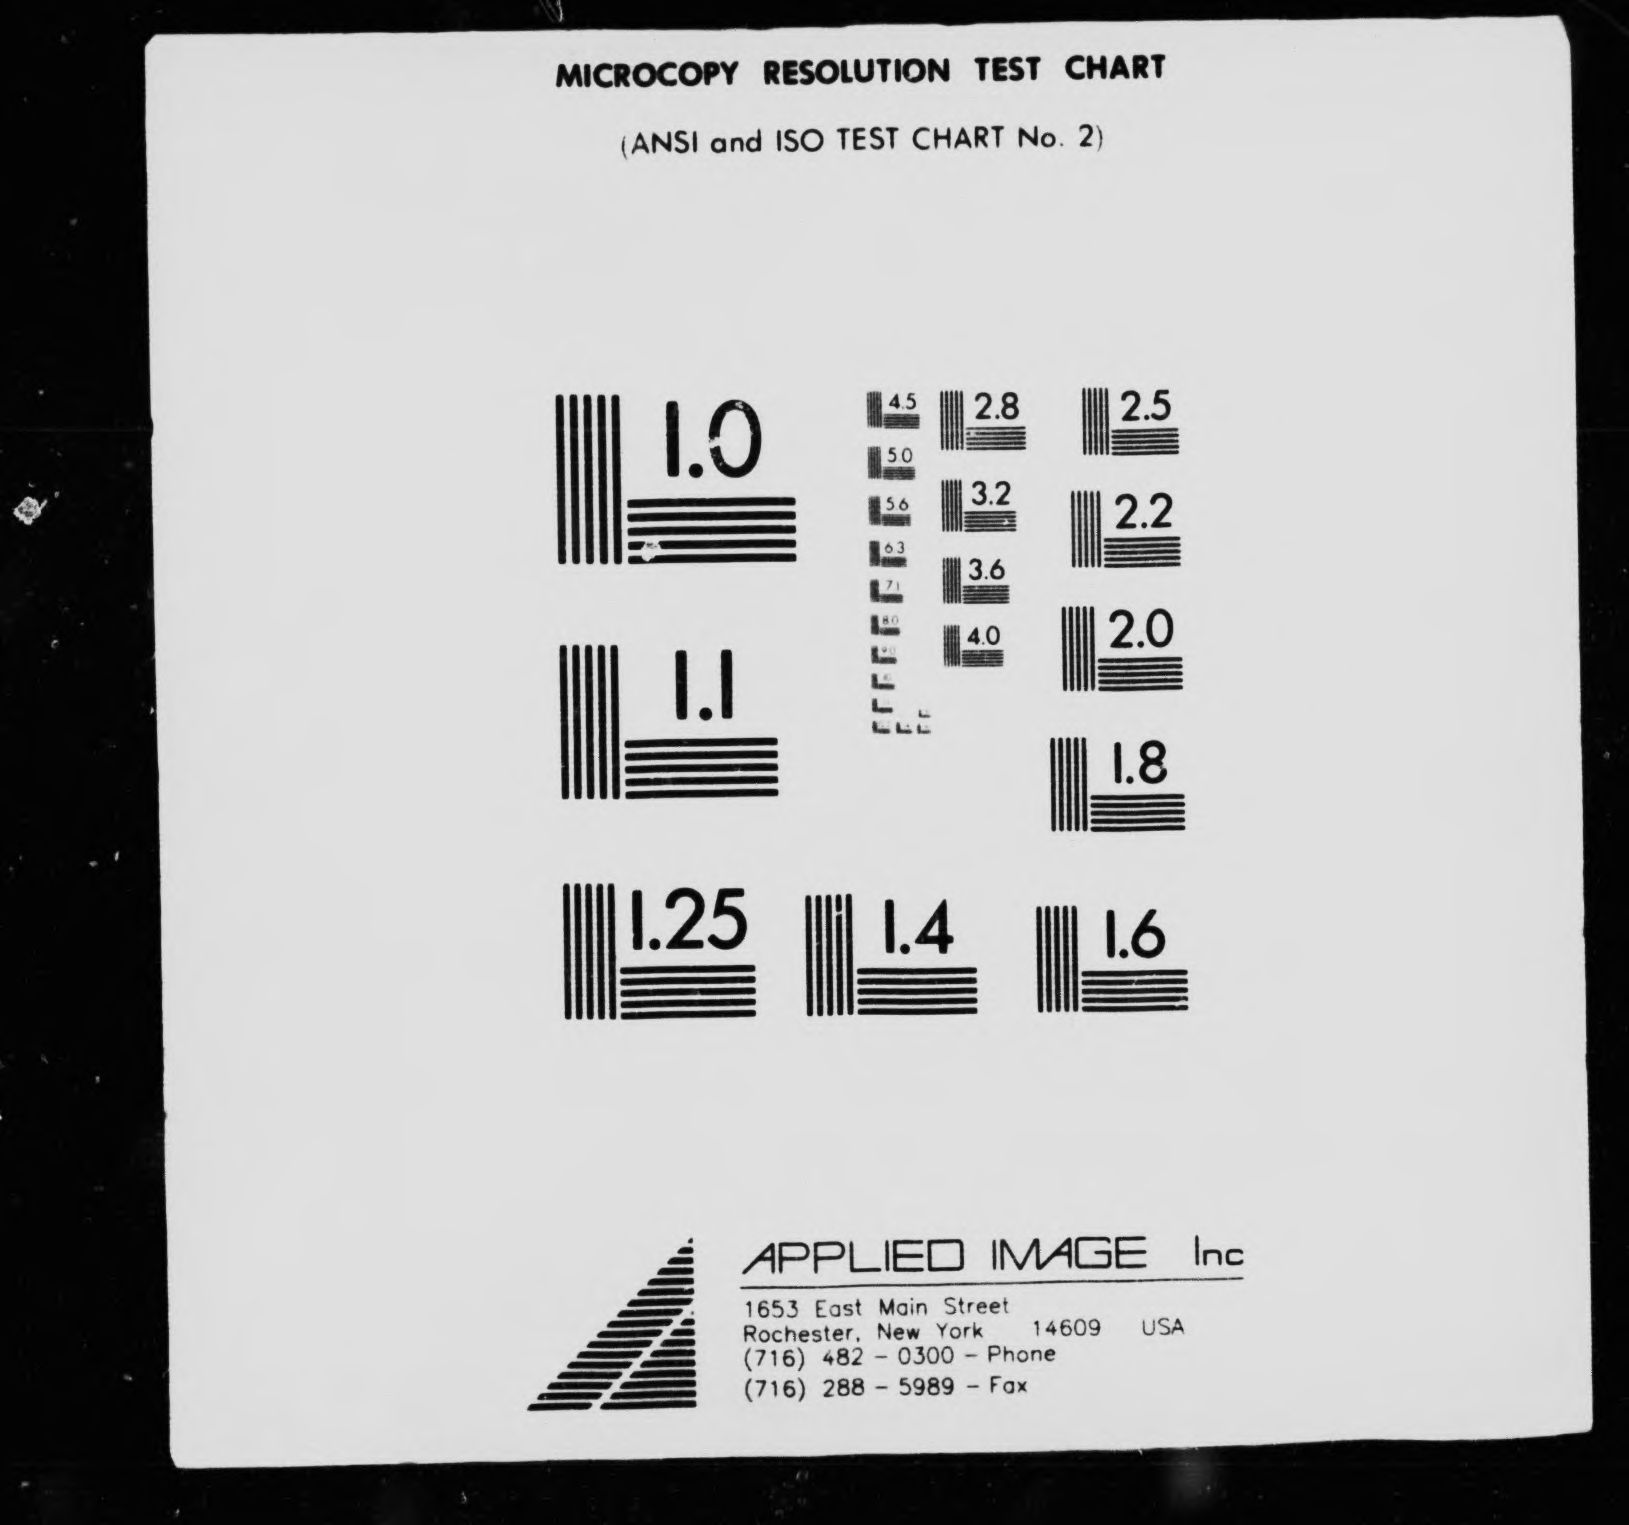 MICROCOPY RESOLUTION TEST CHART
(ANSI and ISO TEST CHART No. 2)
1.0
1.1
1.25
1.4
1.6
1.8
2.0
2.2
2.5
2.8
3.2
3.6
4.0
4.5
5.0
5.6
6.3
7.1
8.0
9.0
APPLIED IMAGE Inc
1653 East Main Street
Rochester, New York 14609 USA
(716) 482 - 0300 - Phone
(716) 288 - 5989 - Fax